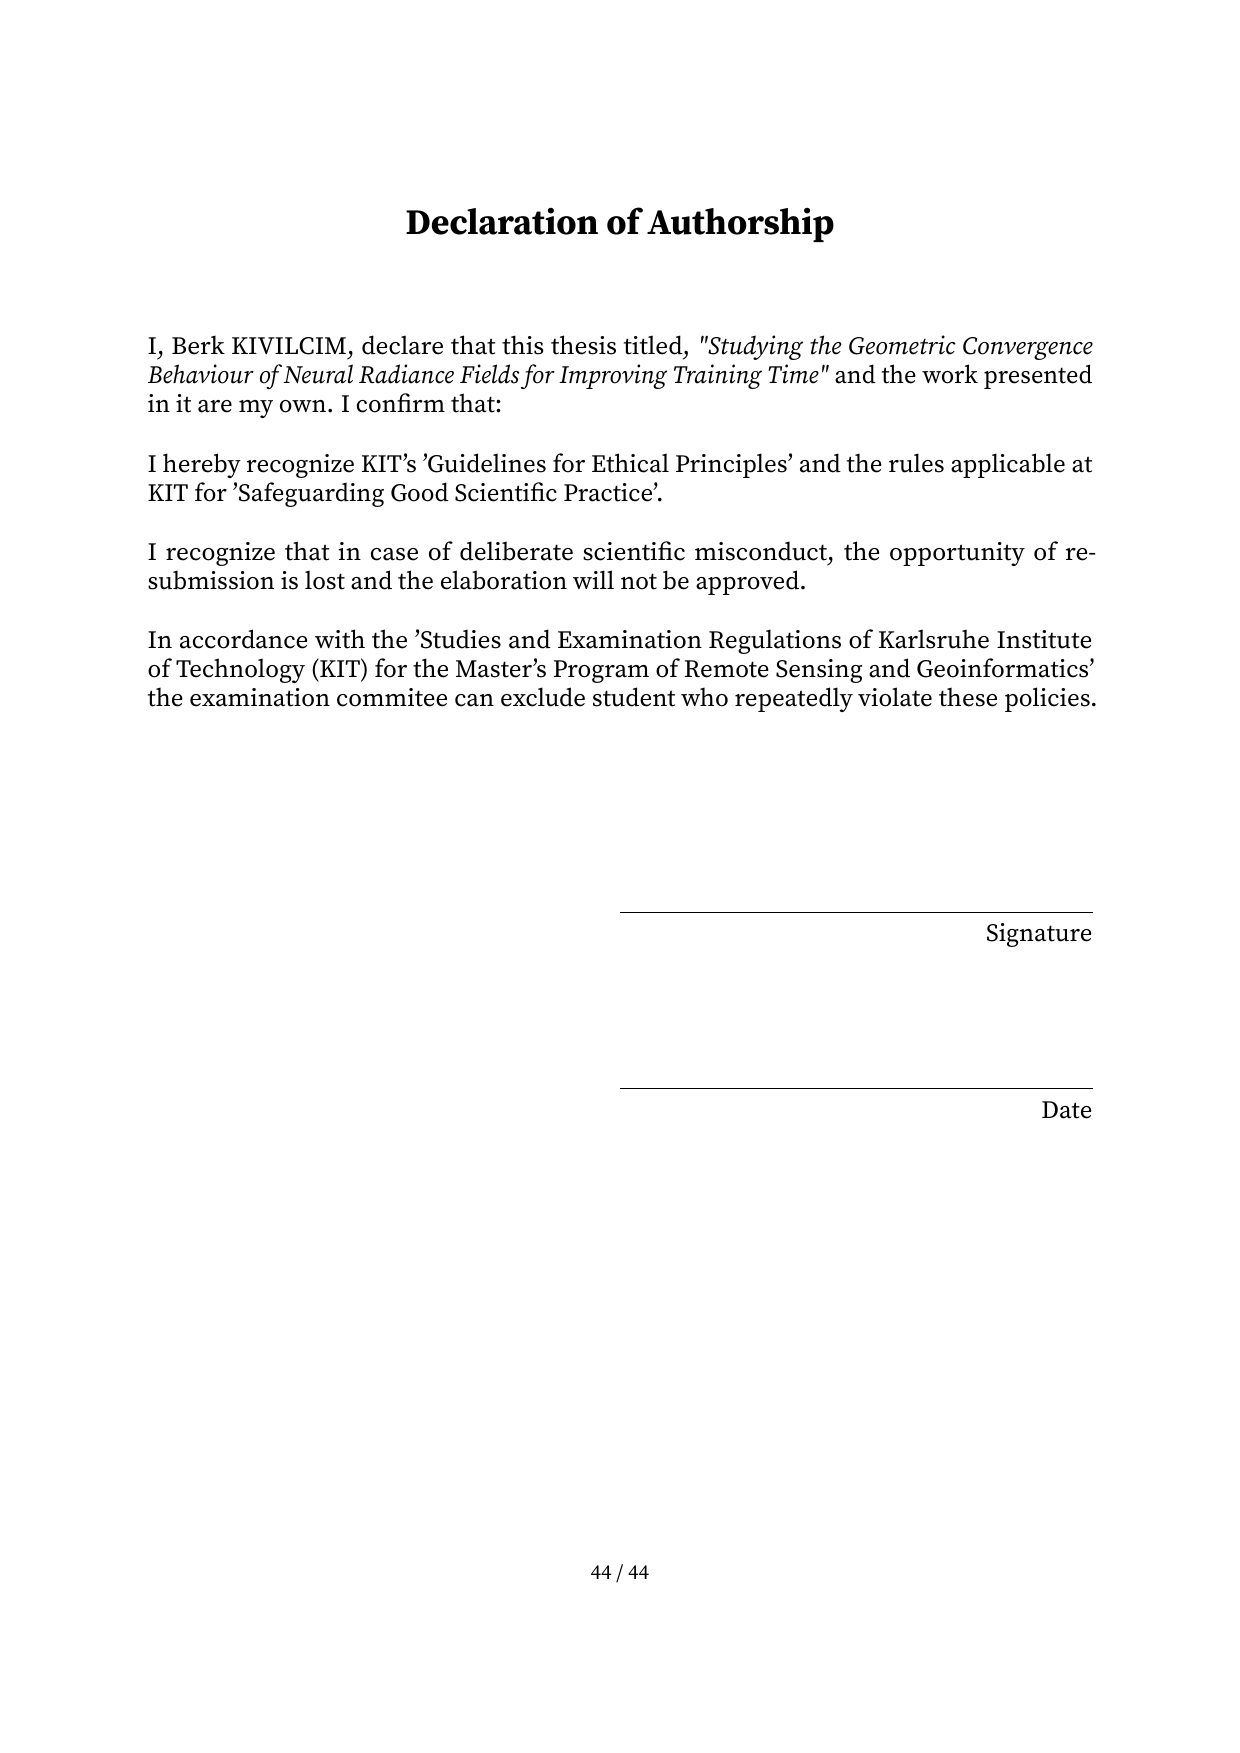 Declaration of Authorship
I, Berk KIVILCIM, declare that this thesis titled, "Studying the Geometric Convergence
Behaviour of Neural Radiance Fields for Improving Training Time" and the work presented
in it are my own. I confirm that:
I hereby recognize KIT’s ’Guidelines for Ethical Principles’ and the rules applicable at
KIT for ’Safeguarding Good Scientific Practice’.
I recognize that in case of deliberate scientific misconduct, the opportunity of re-
submission is lost and the elaboration will not be approved.
In accordance with the ’Studies and Examination Regulations of Karlsruhe Institute
of Technology (KIT) for the Master’s Program of Remote Sensing and Geoinformatics’
the examination commitee can exclude student who repeatedly violate these policies.
Signature
Date
44 / 44